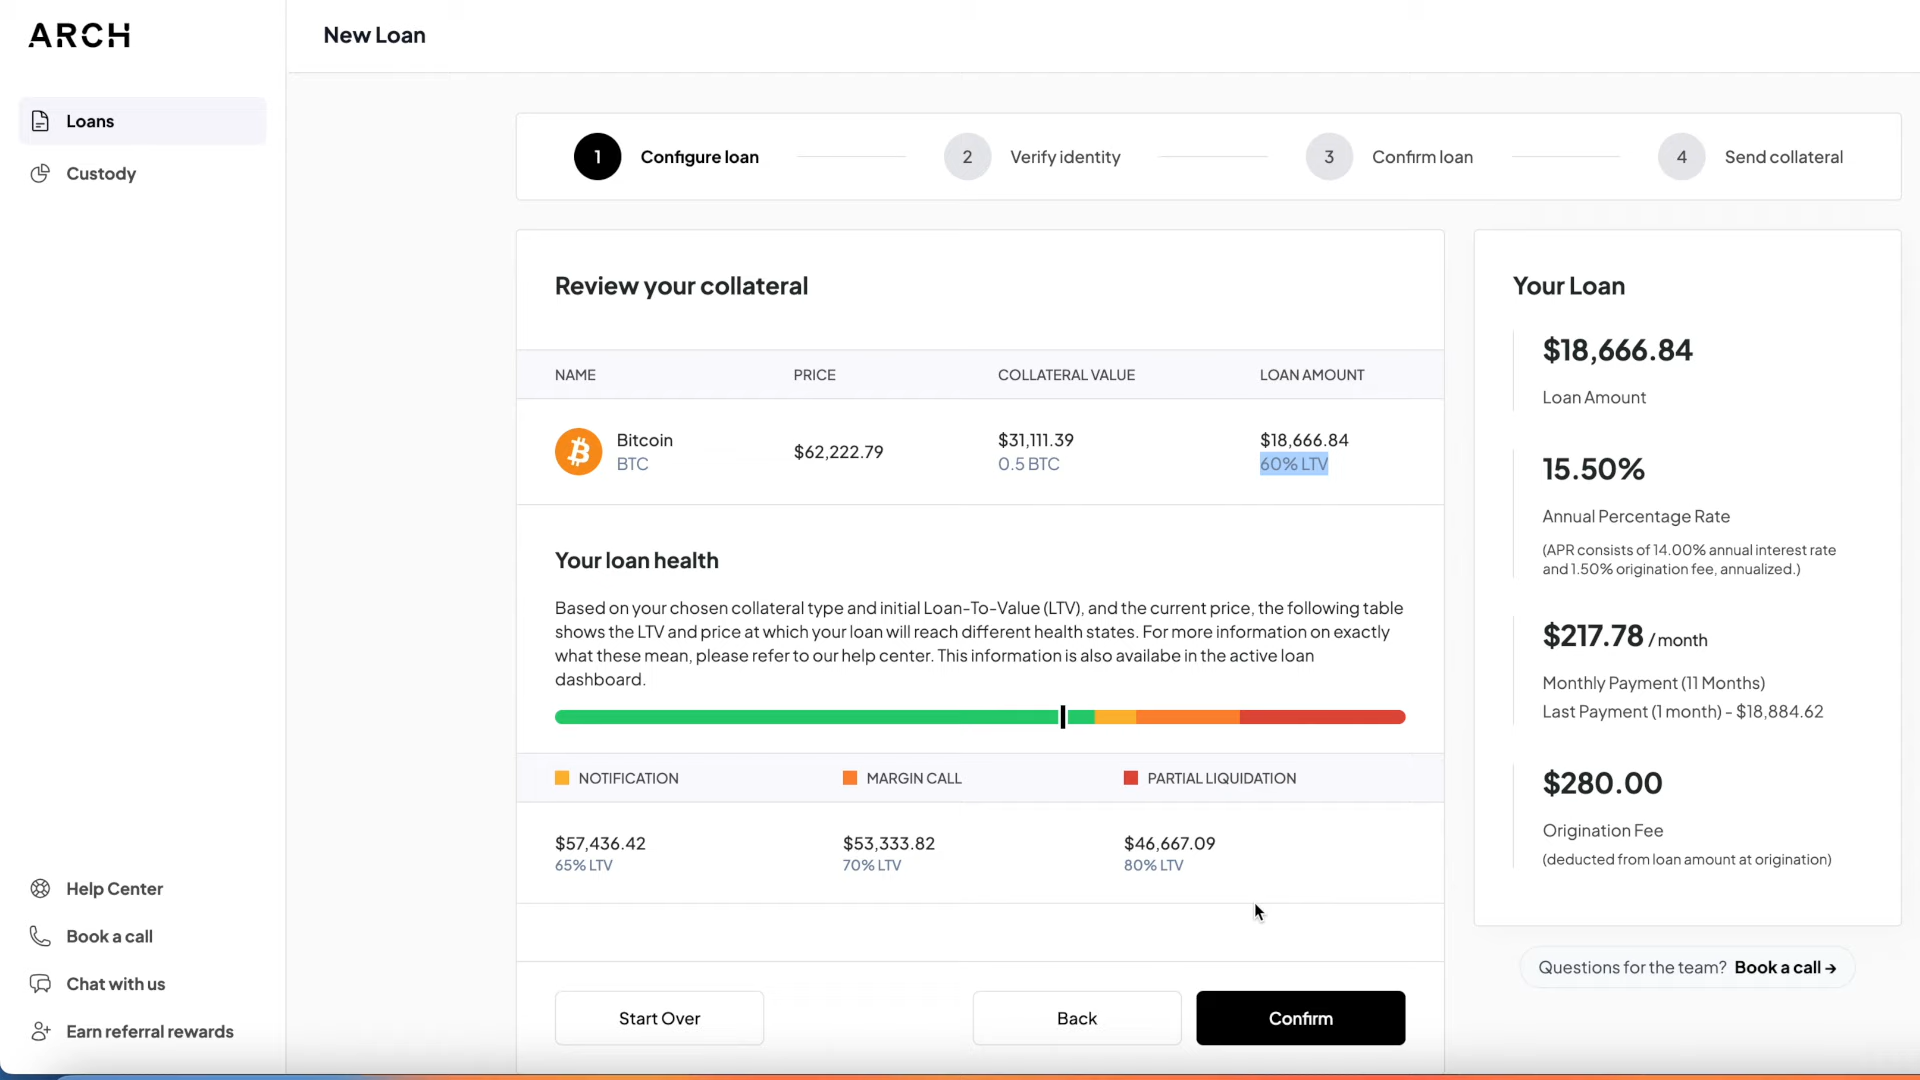 ARCH
New Loan
Loans
Custody
1 Configure loan
2 Verify identity
3 Confirm loan
4 Send collateral
Review your collateral
NAME PRICE COLLATERAL VALUE LOAN AMOUNT
Bitcoin
BTC
$62,222.79
$31,111.39
0.5 BTC
$18,666.84
60% LTV
Your loan health
Based on your chosen collateral type and initial Loan-To-Value (LTV), and the current price, the following table
shows the LTV and price at which your loan will reach different health states. For more information on exactly
what these mean, please refer to our help center. This information is also availabe in the active loan
dashboard.
NOTIFICATION MARGIN CALL PARTIAL LIQUIDATION
$57,436.42 $53,333.82 $46,667.09
65% LTV 70% LTV 80% LTV
Start Over
Back
Confirm
Your Loan
$18,666.84
Loan Amount
15.50%
Annual Percentage Rate
(APR consists of 14.00% annual interest rate
and 1.50% origination fee, annualized.)
$217.78 / month
Monthly Payment (11 Months)
Last Payment (1 month) - $18,884.62
$280.00
Origination Fee
(deducted from loan amount at origination)
Questions for the team? Book a call →
Help Center
Book a call
Chat with us
Earn referral rewards